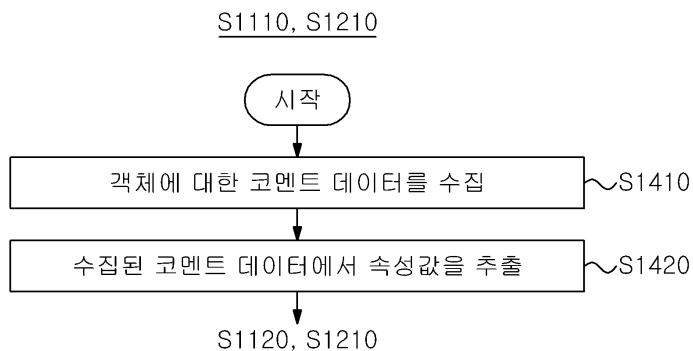 S1110, S1210
시작
객체에 대한 코멘트 데이터를 수집
S1410
수집된 코멘트 데이터에서 속성값을 추출
S1420
S1120, S1210